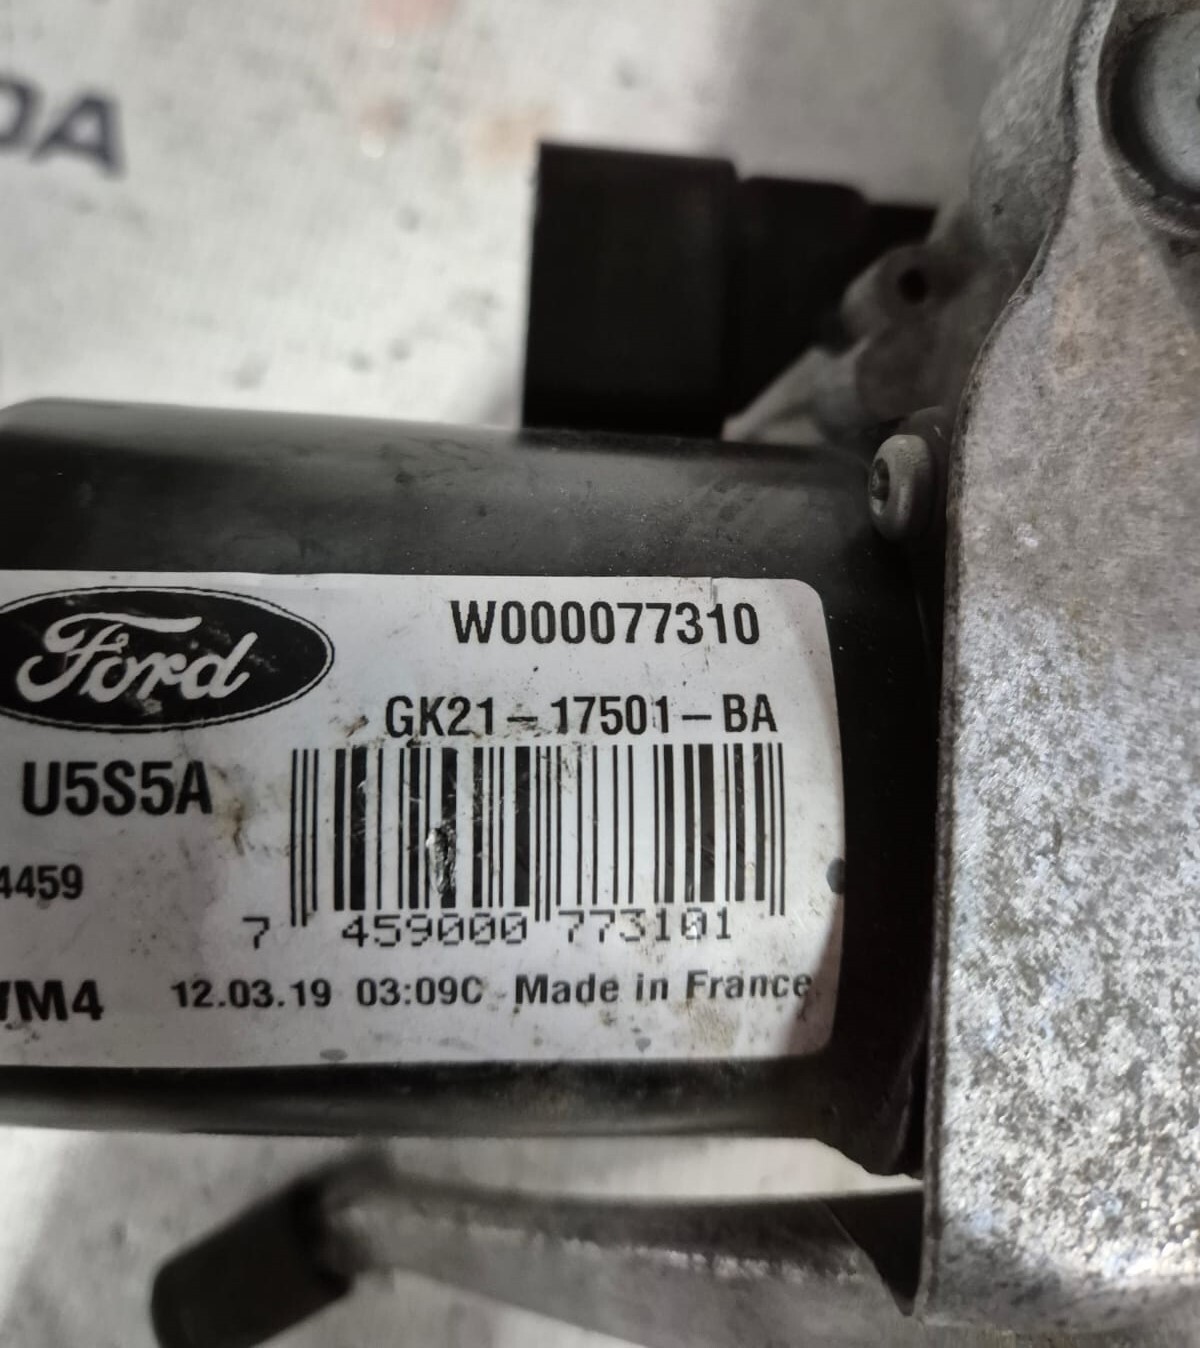 DA
Ford
W000077310
GK21-17501-BA
U5S5A
4459
7 459000 773101
M4
12.03.19 03:09C Made in France